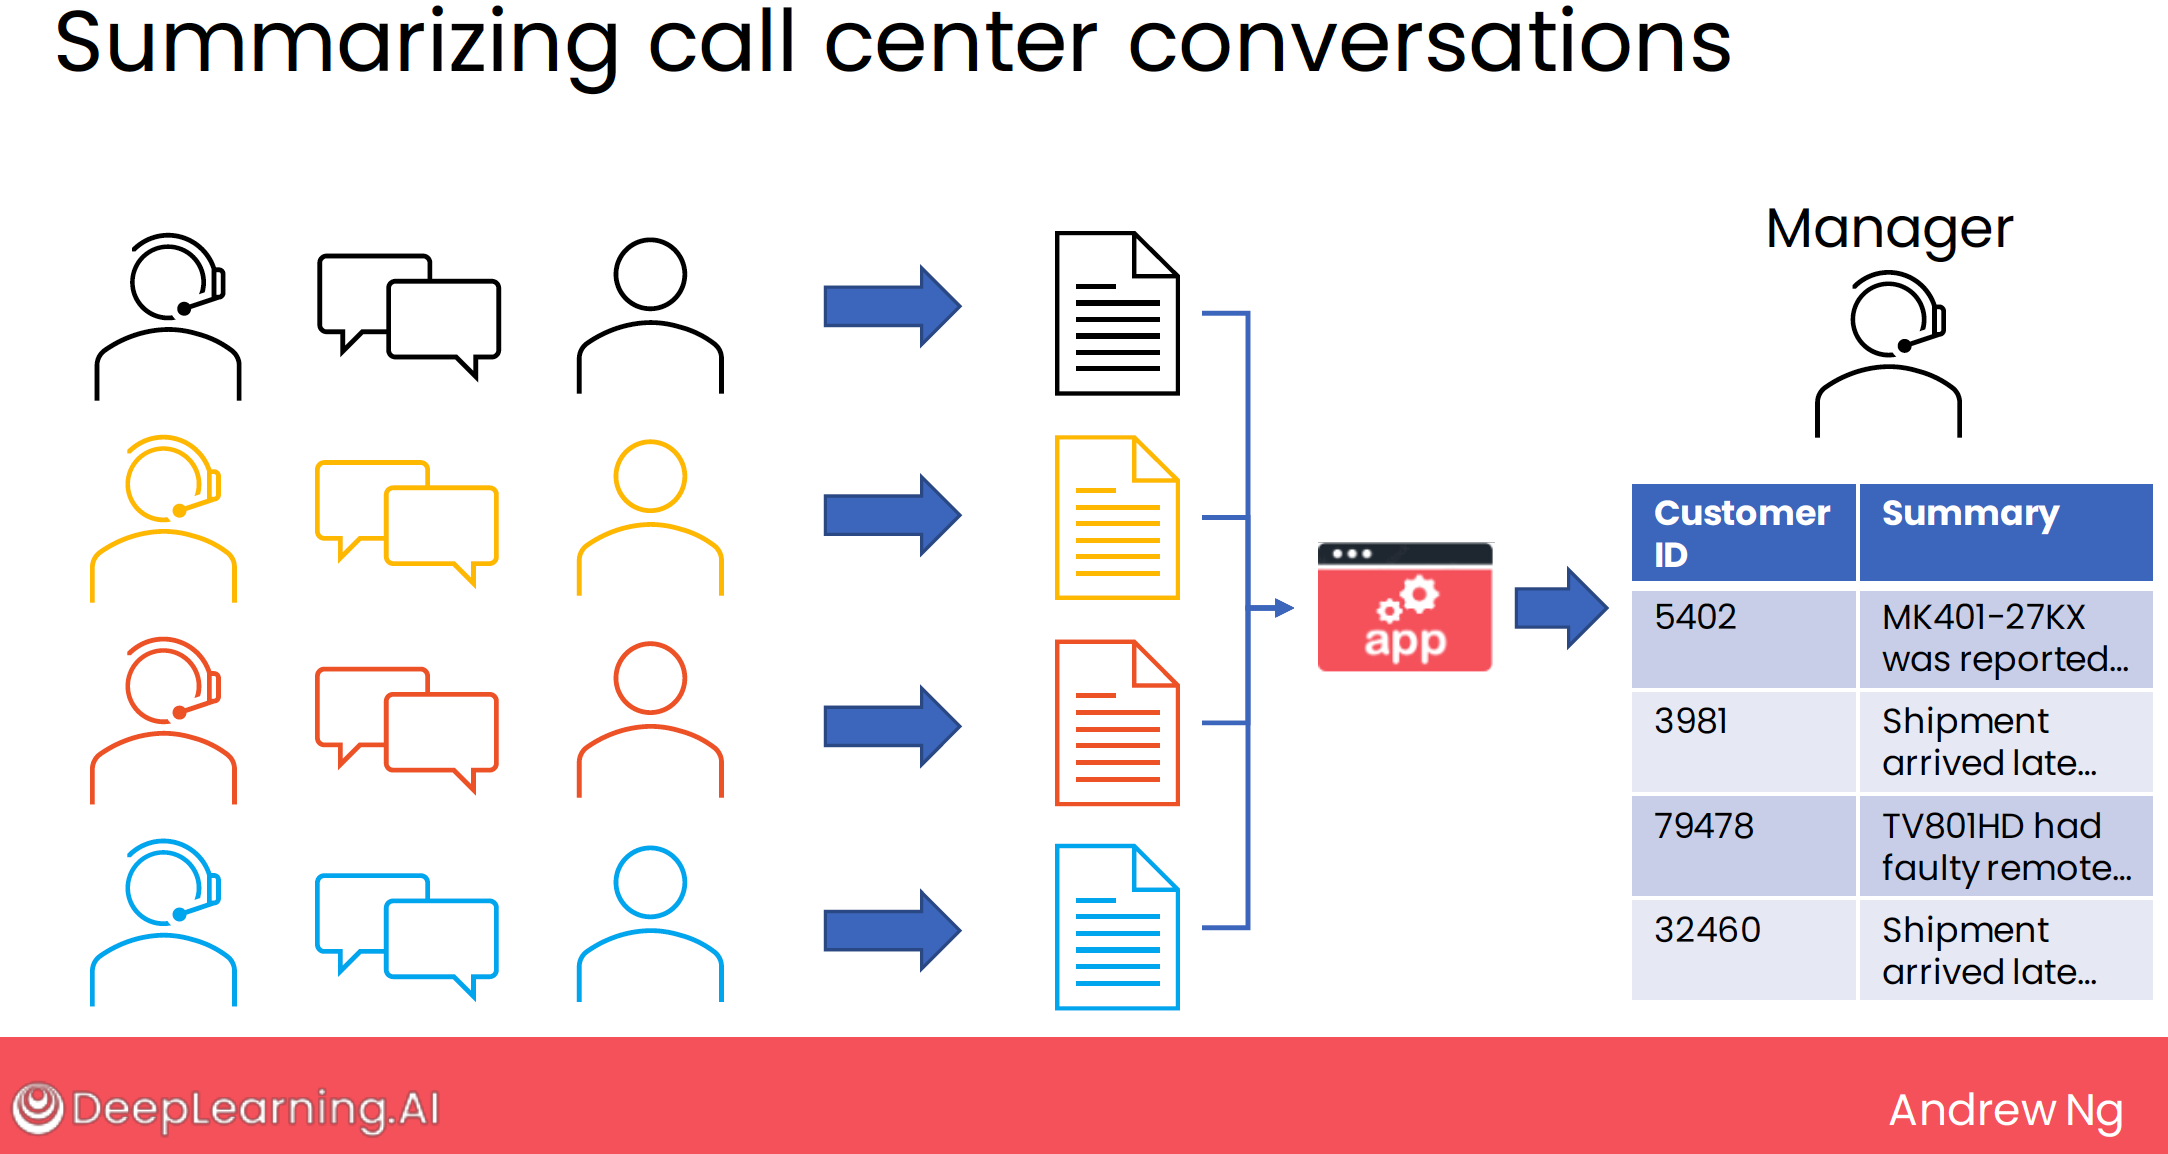 Summarizing call center conversations
Manager
Customer
ID
Summary
5402
MK401-27KX
was reported...
3981
Shipment
arrived late...
79478
TV801HD had
faulty remote...
32460
Shipment
arrived late...
app
DeepLearning.AI
Andrew Ng